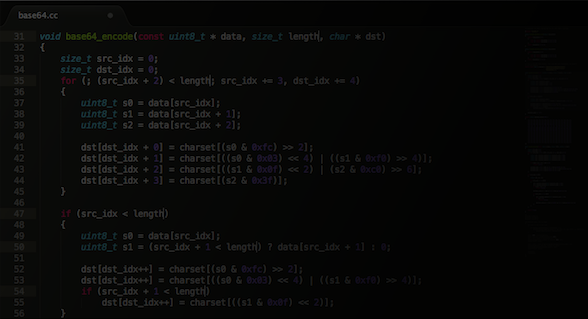 base64.cc ×
31 void base64_encode(const uint8_t * data, size_t length, char * dst)
32 {
33     size_t src_idx = 0;
34     size_t dst_idx = 0;
35     for (; (src_idx + 2) < length; src_idx += 3, dst_idx += 4)
36     {
37         uint8_t s0 = data[src_idx];
38         uint8_t s1 = data[src_idx + 1];
39         uint8_t s2 = data[src_idx + 2];
40
41         dst[dst_idx + 0] = charset[(s0 & 0xfc) >> 2];
42         dst[dst_idx + 1] = charset[((s0 & 0x03) << 4) | ((s1 & 0xf0) >> 4)];
43         dst[dst_idx + 2] = charset[((s1 & 0x0f) << 2) | (s2 & 0xc0) >> 6];
44         dst[dst_idx + 3] = charset[(s2 & 0x3f)];
45     }
46
47     if (src_idx < length)
48     {
49         uint8_t s0 = data[src_idx];
50         uint8_t s1 = (src_idx + 1 < length) ? data[src_idx + 1] : 0;
51
52         dst[dst_idx++] = charset[(s0 & 0xfc) >> 2];
53         dst[dst_idx++] = charset[((s0 & 0x03) << 4) | ((s1 & 0xf0) >> 4)];
54         if (src_idx + 1 < length)
55             dst[dst_idx++] = charset[((s1 & 0x0f) << 2)];
56     }